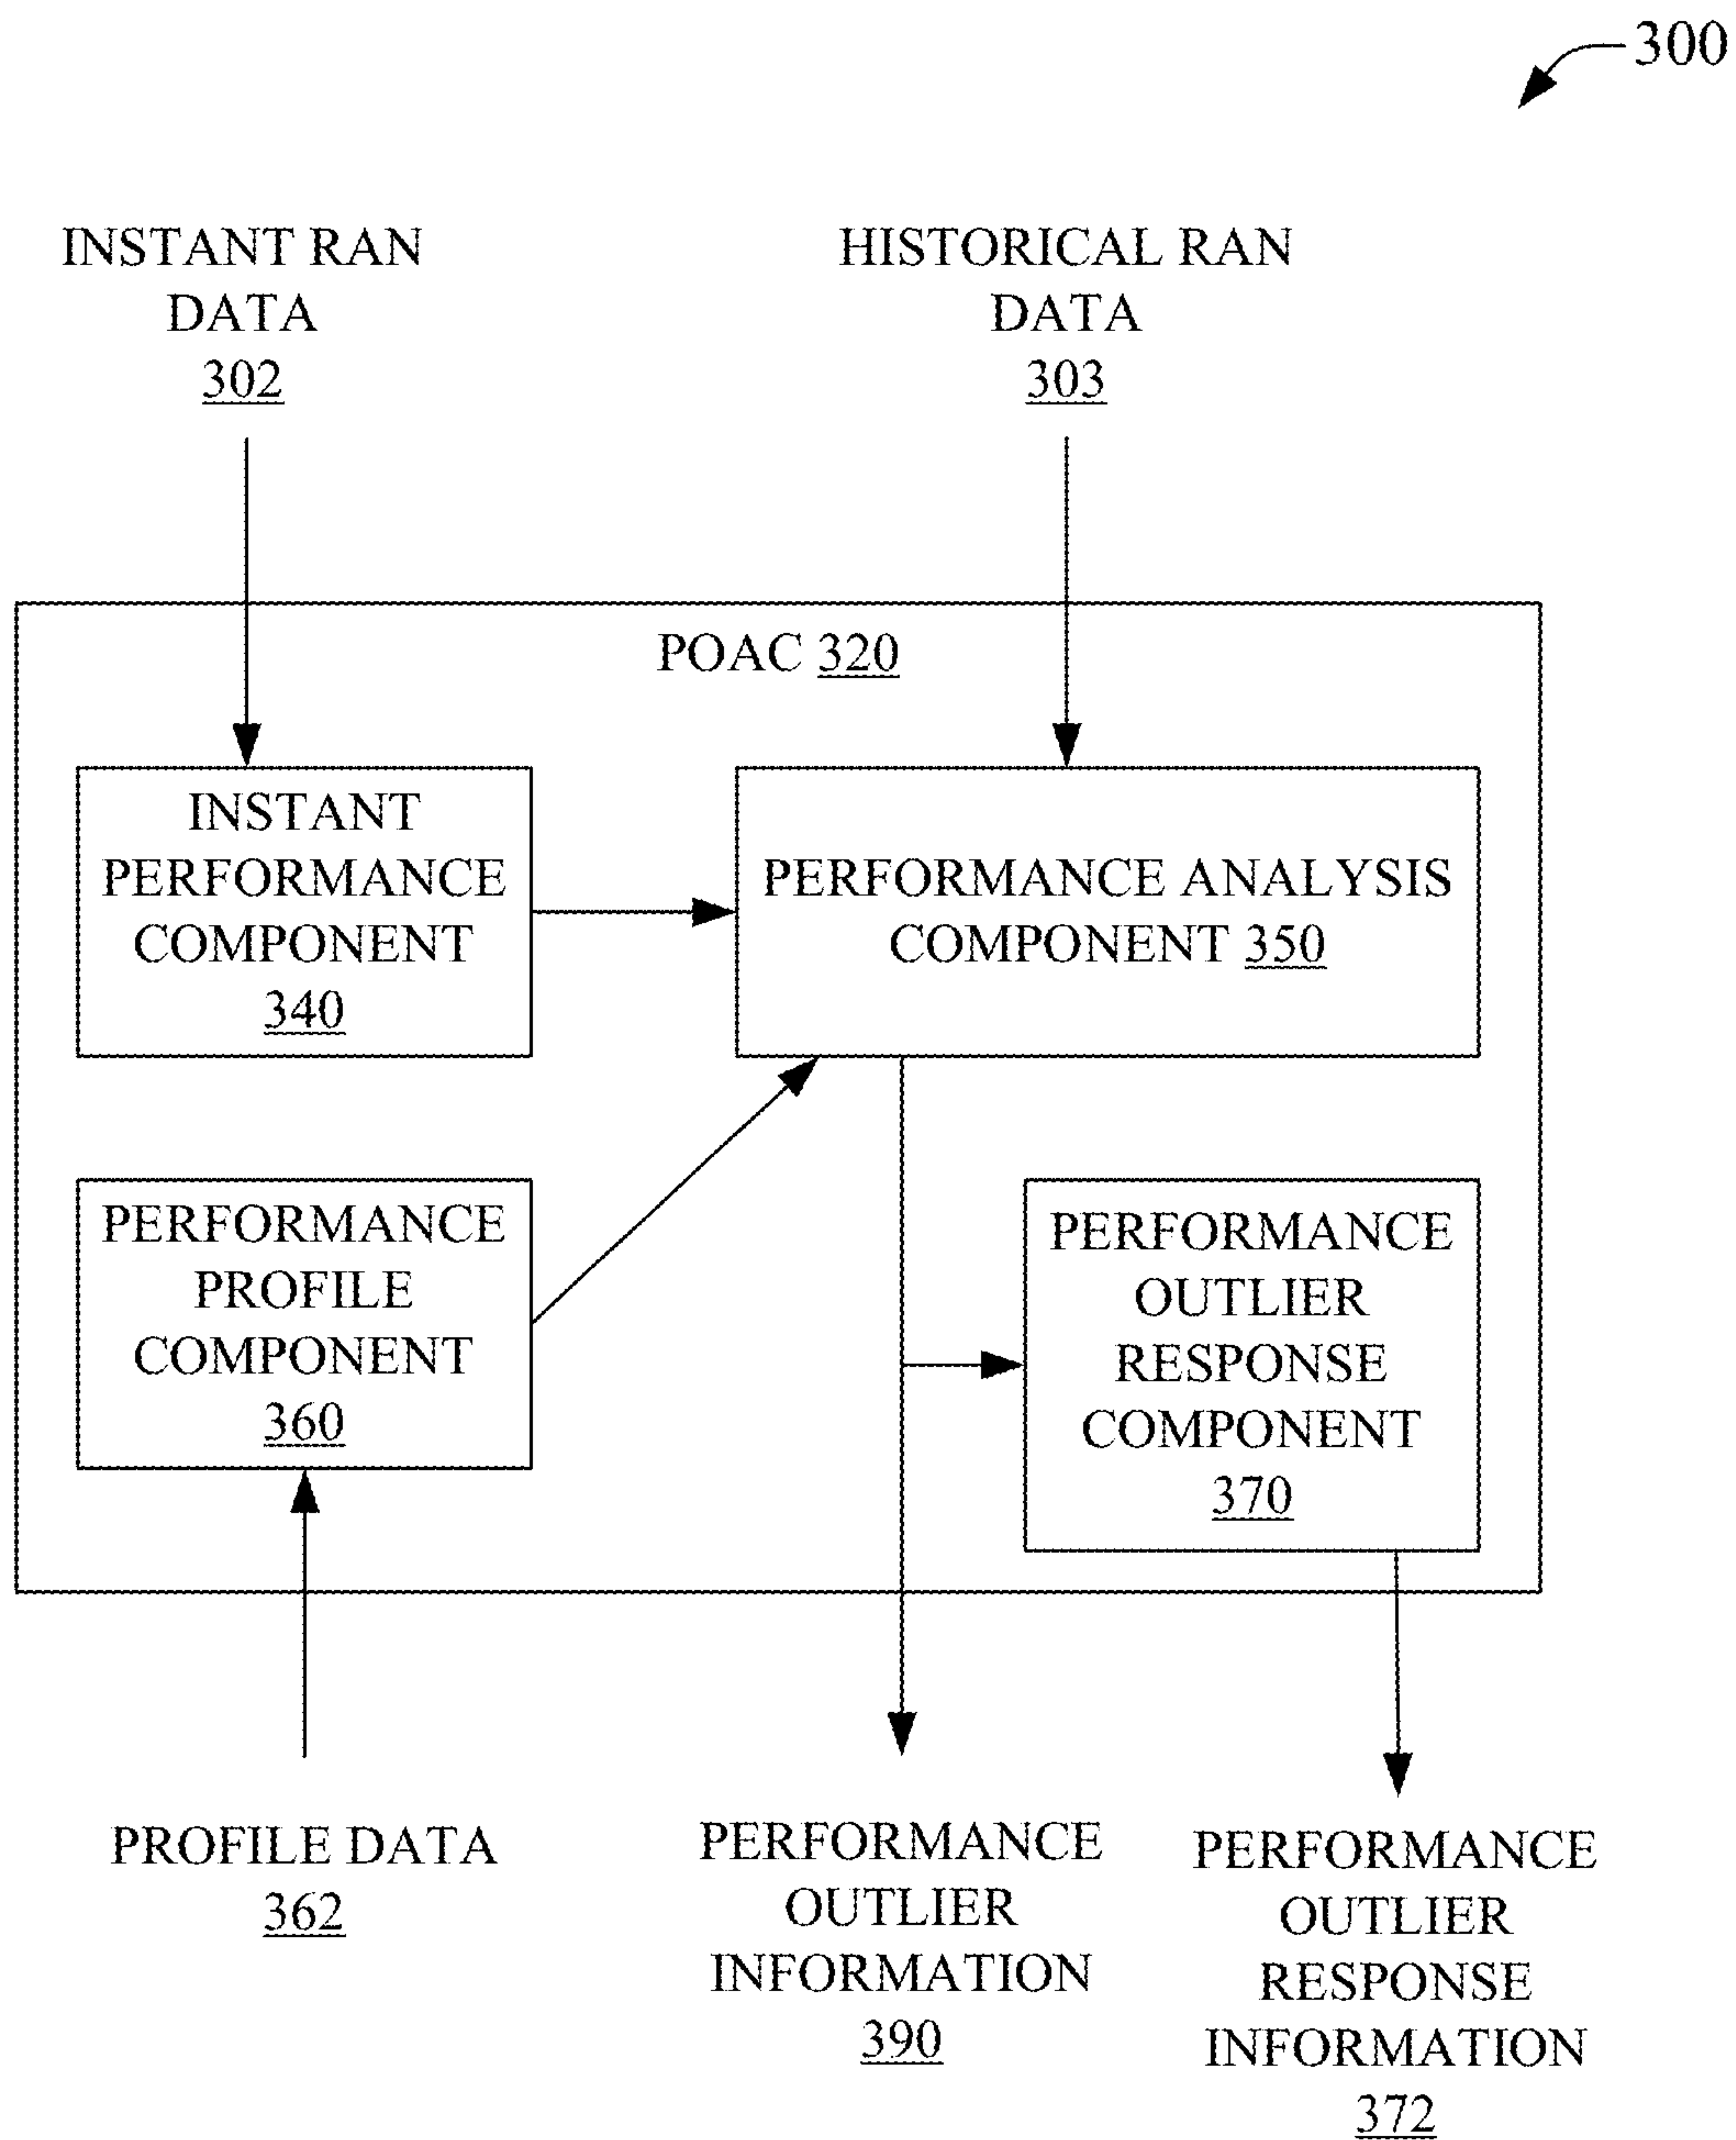 300
INSTANT RAN
DATA
302
HISTORICAL RAN
DATA
303
POAC 320
INSTANT
PERFORMANCE
COMPONENT
340
PERFORMANCE ANALYSIS
COMPONENT 350
PERFORMANCE
PROFILE
COMPONENT
360
PERFORMANCE
OUTLIER
RESPONSE
COMPONENT
370
PROFILE DATA
362
PERFORMANCE
OUTLIER
INFORMATION
390
PERFORMANCE
OUTLIER
RESPONSE
INFORMATION
372